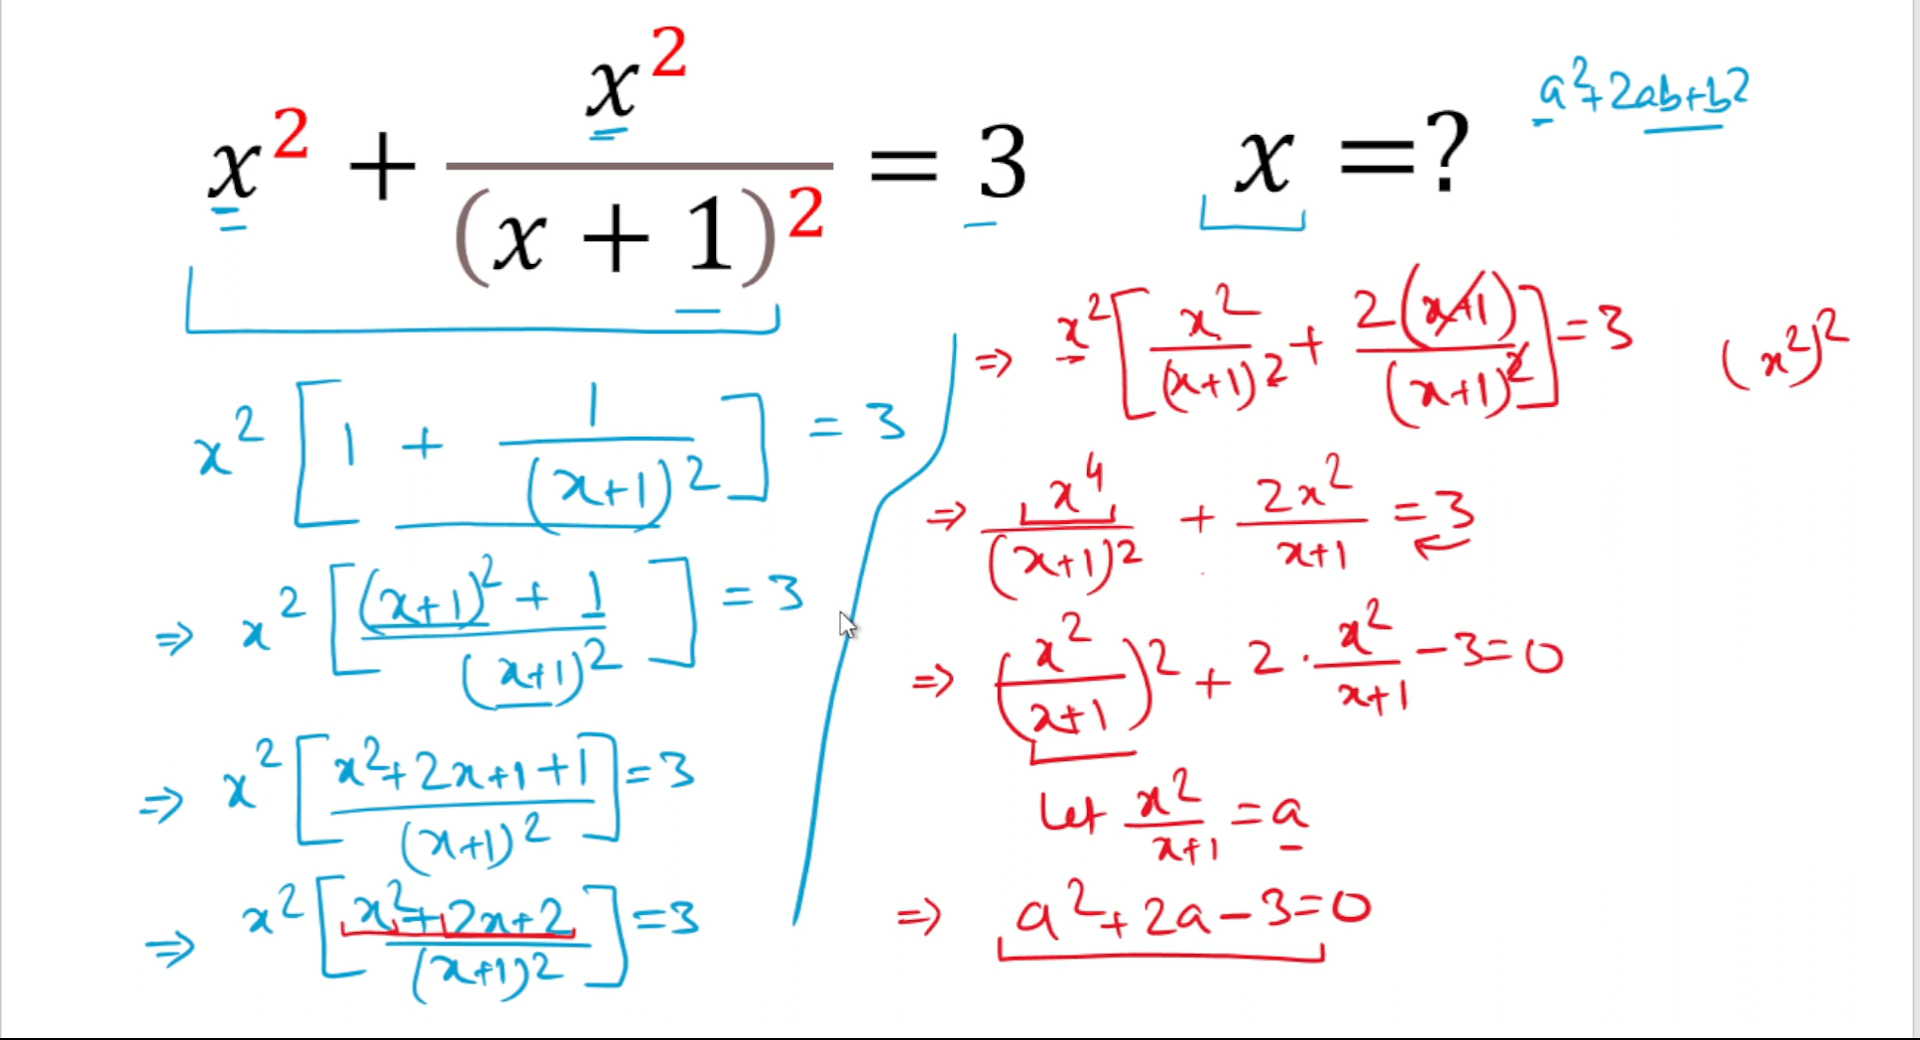 x² + x²/(x + 1)² = 3    x =?
a²+2ab+b²
x² [1 + 1/(x+1)²] = 3
⇒ x² [((x+1)² + 1)/(x+1)²] = 3
⇒ x² [(x²+2x+1+1)/(x+1)²] = 3
⇒ x² [(x²+2x+2)/(x+1)²] = 3
⇒ x² [x²/(x+1)² + 2(x+1)/(x+1)²] = 3
(x²)²
⇒ x⁴/(x+1)² + 2x²/(x+1) = 3
⇒ (x²/(x+1))² + 2 · x²/(x+1) − 3 = 0
Let x²/(x+1) = a
⇒ a² + 2a − 3 = 0